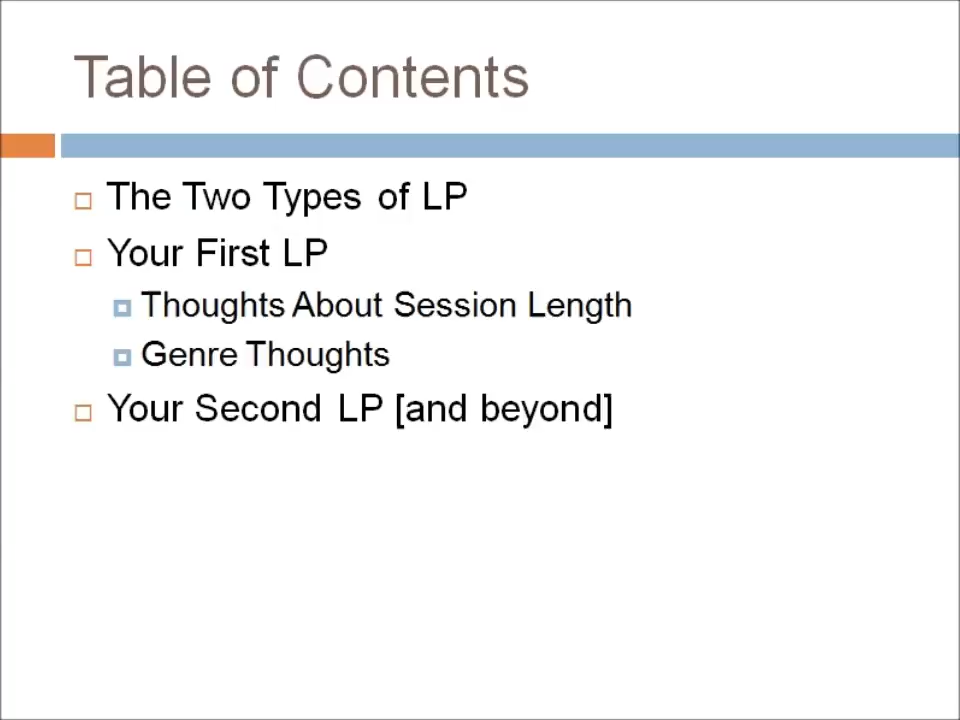 Table of Contents
The Two Types of LP
Your First LP
Thoughts About Session Length
Genre Thoughts
Your Second LP [and beyond]